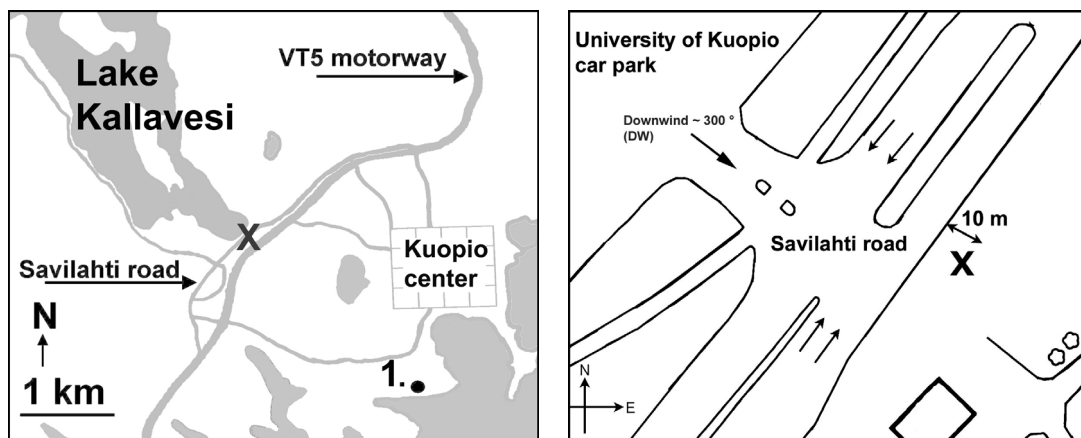 Lake
Kallavesi
VT5 motorway
X
Kuopio
center
Savilahti road
N
1 km
1.
University of Kuopio
car park
Downwind ~ 300 °
(DW)
10 m
Savilahti road
X
N
E